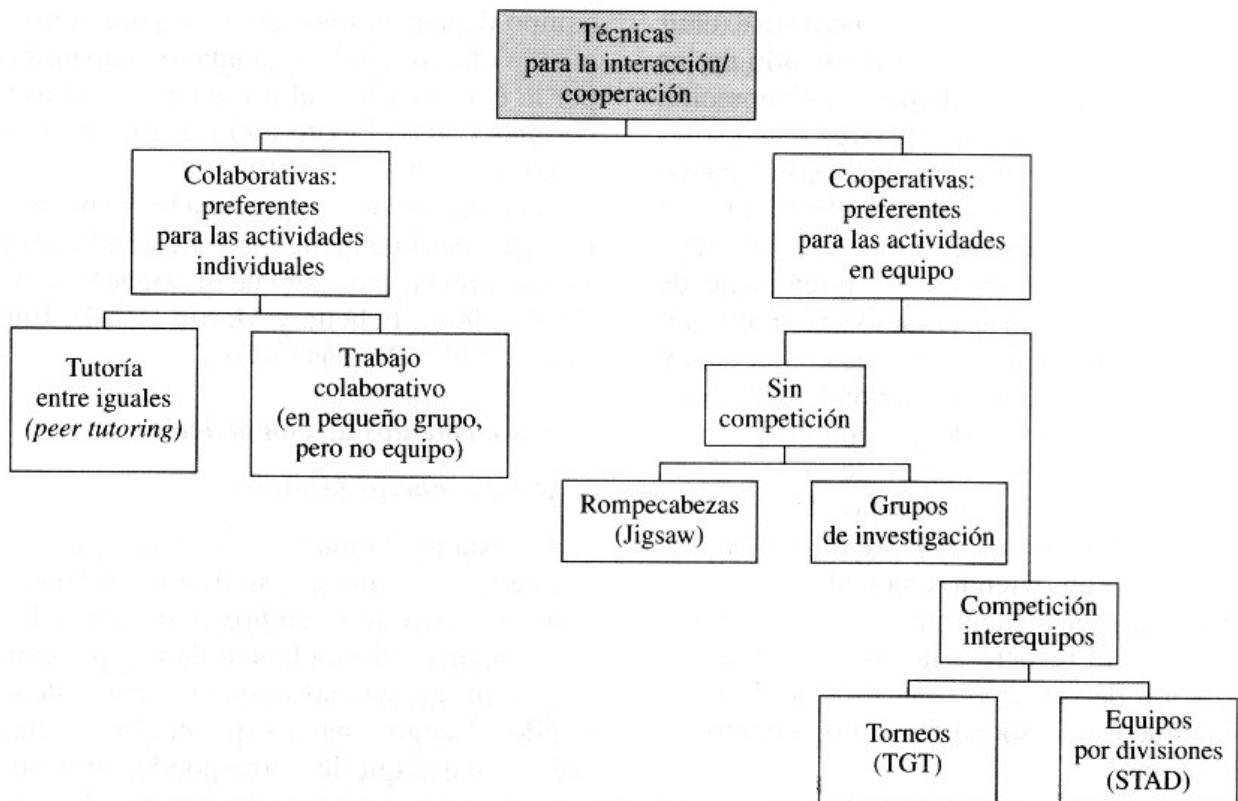 Técnicas
para la interacción/
cooperación
Colaborativas:
preferentes
para las actividades
individuales
Cooperativas:
preferentes
para las actividades
en equipo
Tutoría
entre iguales
(peer tutoring)
Trabajo
colaborativo
(en pequeño grupo,
pero no equipo)
Sin
competición
Rompecabezas
(Jigsaw)
Grupos
de investigación
Competición
interequipos
Torneos
(TGT)
Equipos
por divisiones
(STAD)